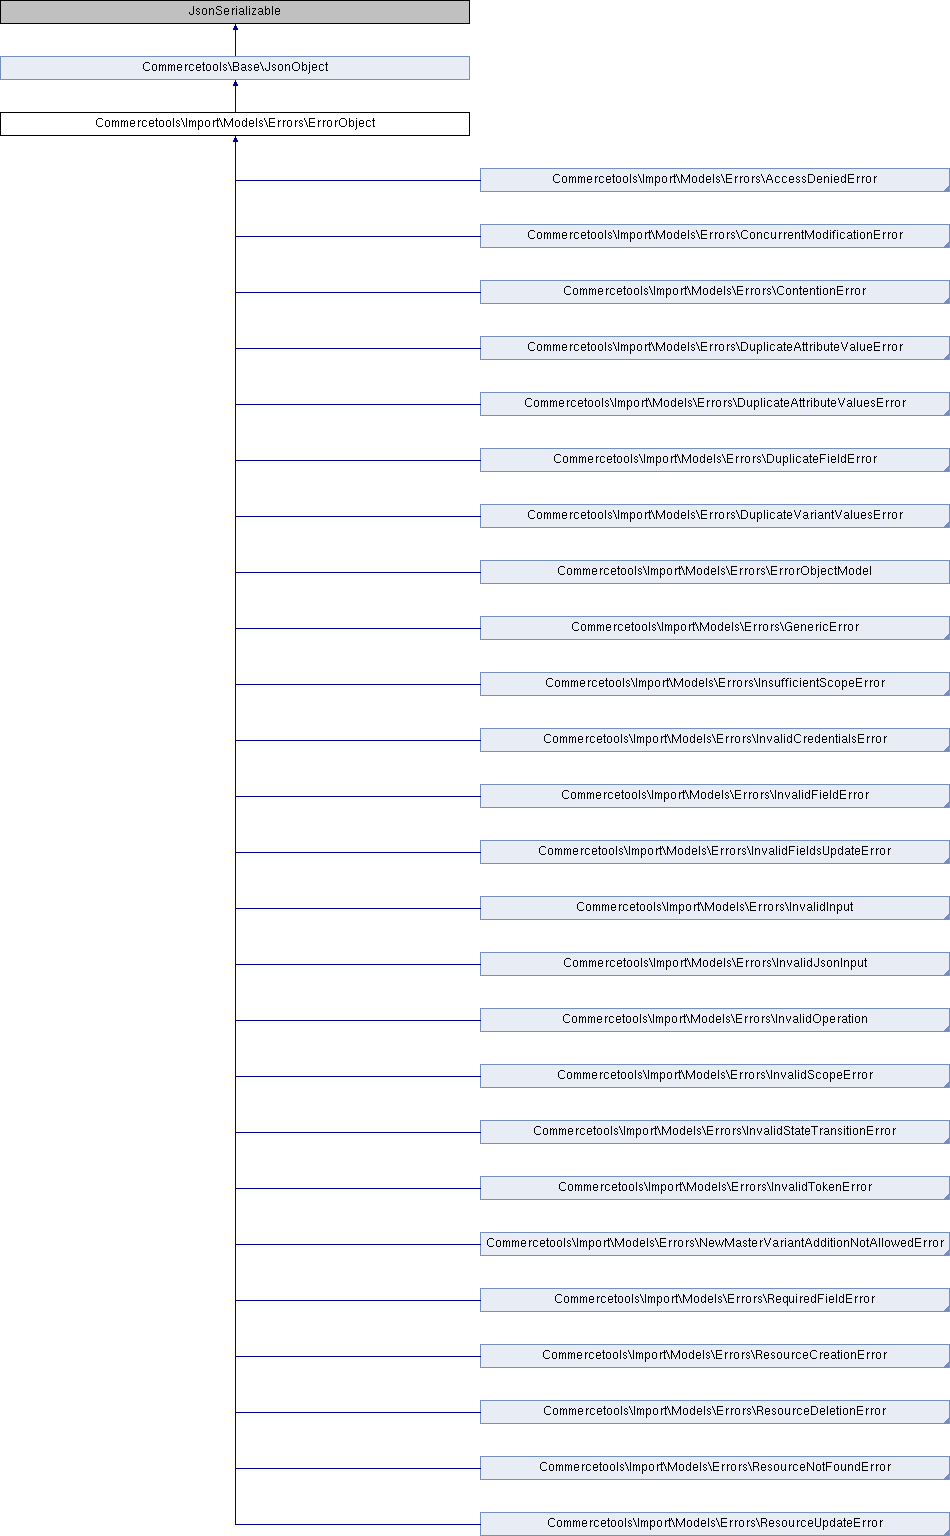 JsonSerializable
Commercetools\Base\JsonObject
Commercetools\Import\Models\Errors\ErrorObject
Commercetools\Import\Models\Errors\AccessDeniedError
Commercetools\Import\Models\Errors\ConcurrentModificationError
Commercetools\Import\Models\Errors\ContentionError
Commercetools\Import\Models\Errors\DuplicateAttributeValueError
Commercetools\Import\Models\Errors\DuplicateAttributeValuesError
Commercetools\Import\Models\Errors\DuplicateFieldError
Commercetools\Import\Models\Errors\DuplicateVariantValuesError
Commercetools\Import\Models\Errors\ErrorObjectModel
Commercetools\Import\Models\Errors\GenericError
Commercetools\Import\Models\Errors\InsufficientScopeError
Commercetools\Import\Models\Errors\InvalidCredentialsError
Commercetools\Import\Models\Errors\InvalidFieldError
Commercetools\Import\Models\Errors\InvalidFieldsUpdateError
Commercetools\Import\Models\Errors\InvalidInput
Commercetools\Import\Models\Errors\InvalidJsonInput
Commercetools\Import\Models\Errors\InvalidOperation
Commercetools\Import\Models\Errors\InvalidScopeError
Commercetools\Import\Models\Errors\InvalidStateTransitionError
Commercetools\Import\Models\Errors\InvalidTokenError
Commercetools\Import\Models\Errors\NewMasterVariantAdditionNotAllowedError
Commercetools\Import\Models\Errors\RequiredFieldError
Commercetools\Import\Models\Errors\ResourceCreationError
Commercetools\Import\Models\Errors\ResourceDeletionError
Commercetools\Import\Models\Errors\ResourceNotFoundError
Commercetools\Import\Models\Errors\ResourceUpdateError